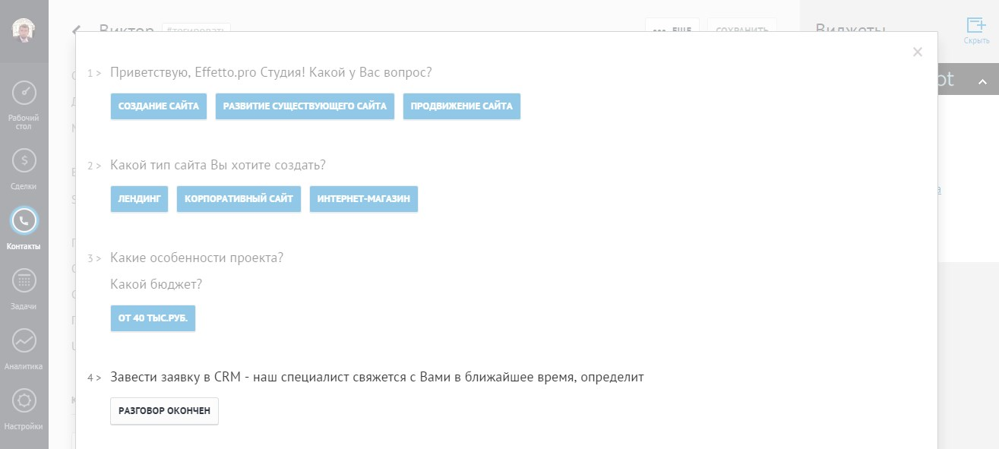 Виктор #тегировать
••• ЕЩЕ
СОХРАНИТЬ
Виджеты
Скрыть
Рабочий
стол
Сделки
Контакты
Задачи
Аналитика
Настройки
1 > Приветствую, Effetto.pro Студия! Какой у Вас вопрос?
СОЗДАНИЕ САЙТА РАЗВИТИЕ СУЩЕСТВУЮЩЕГО САЙТА ПРОДВИЖЕНИЕ САЙТА
2 > Какой тип сайта Вы хотите создать?
ЛЕНДИНГ КОРПОРАТИВНЫЙ САЙТ ИНТЕРНЕТ-МАГАЗИН
3 > Какие особенности проекта?
Какой бюджет?
ОТ 40 ТЫС.РУБ.
4 > Завести заявку в CRM - наш специалист свяжется с Вами в ближайшее время, определит
РАЗГОВОР ОКОНЧЕН